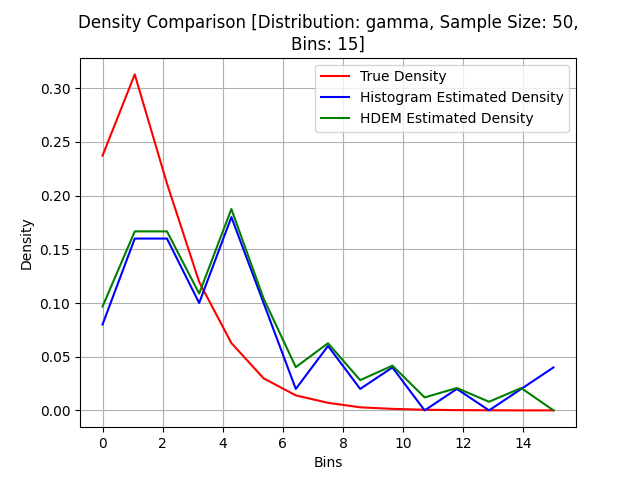 Density Comparison [Distribution: gamma, Sample Size: 50,
Bins: 15]
True Density
Histogram Estimated Density
HDEM Estimated Density
Density
0.30
0.25
0.20
0.15
0.10
0.05
0.00
0 2 4 6 8 10 12 14
Bins